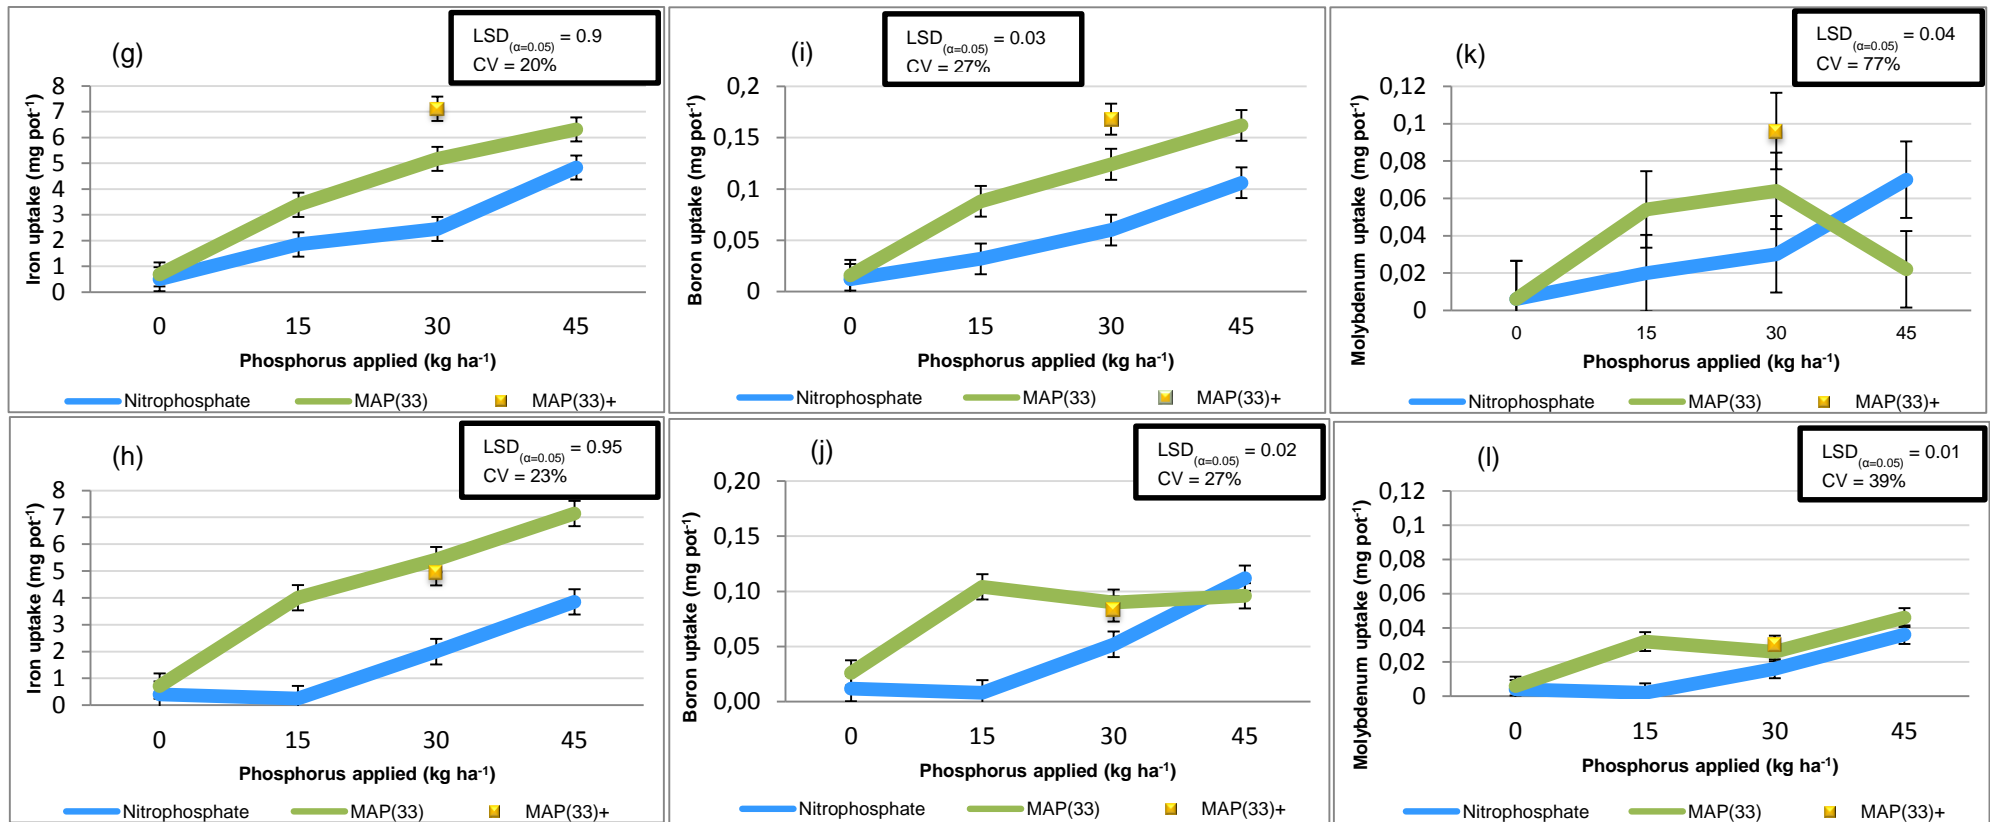 (g)
LSD(α=0.05) = 0.9
CV = 20%
Iron uptake (mg pot-1)
8
7
6
5
4
3
2
1
0
0 15 30 45
Phosphorus applied (kg ha-1)
Nitrophosphate MAP(33) MAP(33)+
(i)
LSD(α=0.05) = 0.03
CV = 27%
Boron uptake (mg pot-1)
0,2
0,15
0,1
0,05
0
0 15 30 45
Phosphorus applied (kg ha-1)
Nitrophosphate MAP(33) MAP(33)+
(k)
LSD(α=0.05) = 0.04
CV = 77%
Molybdenum uptake (mg pot-1)
0,12
0,1
0,08
0,06
0,04
0,02
0
0 15 30 45
Phosphorus applied (kg ha-1)
Nitrophosphate MAP(33) MAP(33)+
(h)
LSD(α=0.05) = 0.95
CV = 23%
Iron uptake (mg pot-1)
8
7
6
5
4
3
2
1
0
0 15 30 45
Phosphorus applied (kg ha-1)
Nitrophosphate MAP(33) MAP(33)+
(j)
LSD(α=0.05) = 0.02
CV = 27%
Boron uptake (mg pot-1)
0,20
0,15
0,10
0,05
0,00
0 15 30 45
Phosphorus applied (kg ha-1)
Nitrophosphate MAP(33) MAP(33)+
(l)
LSD(α=0.05) = 0.01
CV = 39%
Molybdenum uptake (mg pot-1)
0,12
0,1
0,08
0,06
0,04
0,02
0
0 15 30 45
Phosphorus applied (kg ha-1)
Nitrophosphate MAP(33) MAP(33)+